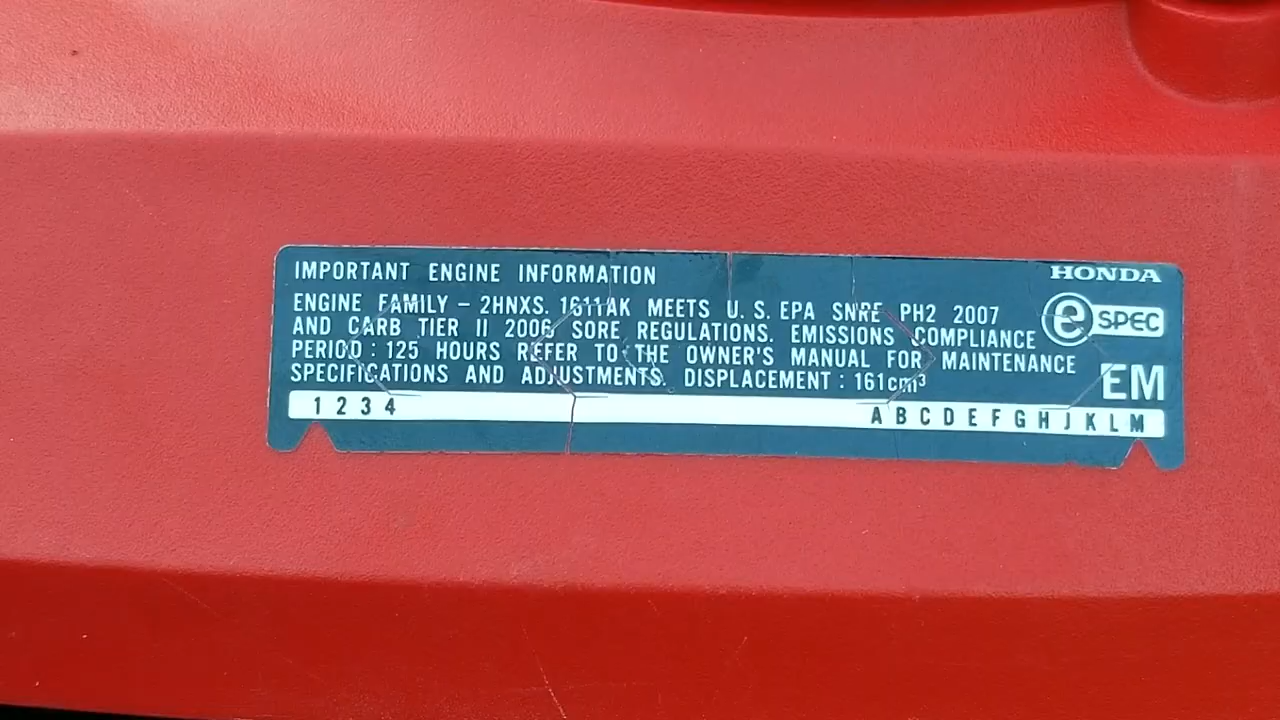 IMPORTANT ENGINE INFORMATION
HONDA
ENGINE FAMILY - 2HNXS. 1611AK MEETS U.S. EPA SNRE PH2 2007
AND CARB TIER II 2006 SORE REGULATIONS. EMISSIONS COMPLIANCE
PERIOD: 125 HOURS REFER TO THE OWNER'S MANUAL FOR MAINTENANCE
SPECIFICATIONS AND ADJUSTMENTS. DISPLACEMENT: 161cm³
e SPEC
EM
1 2 3 4 A B C D E F G H J K L M